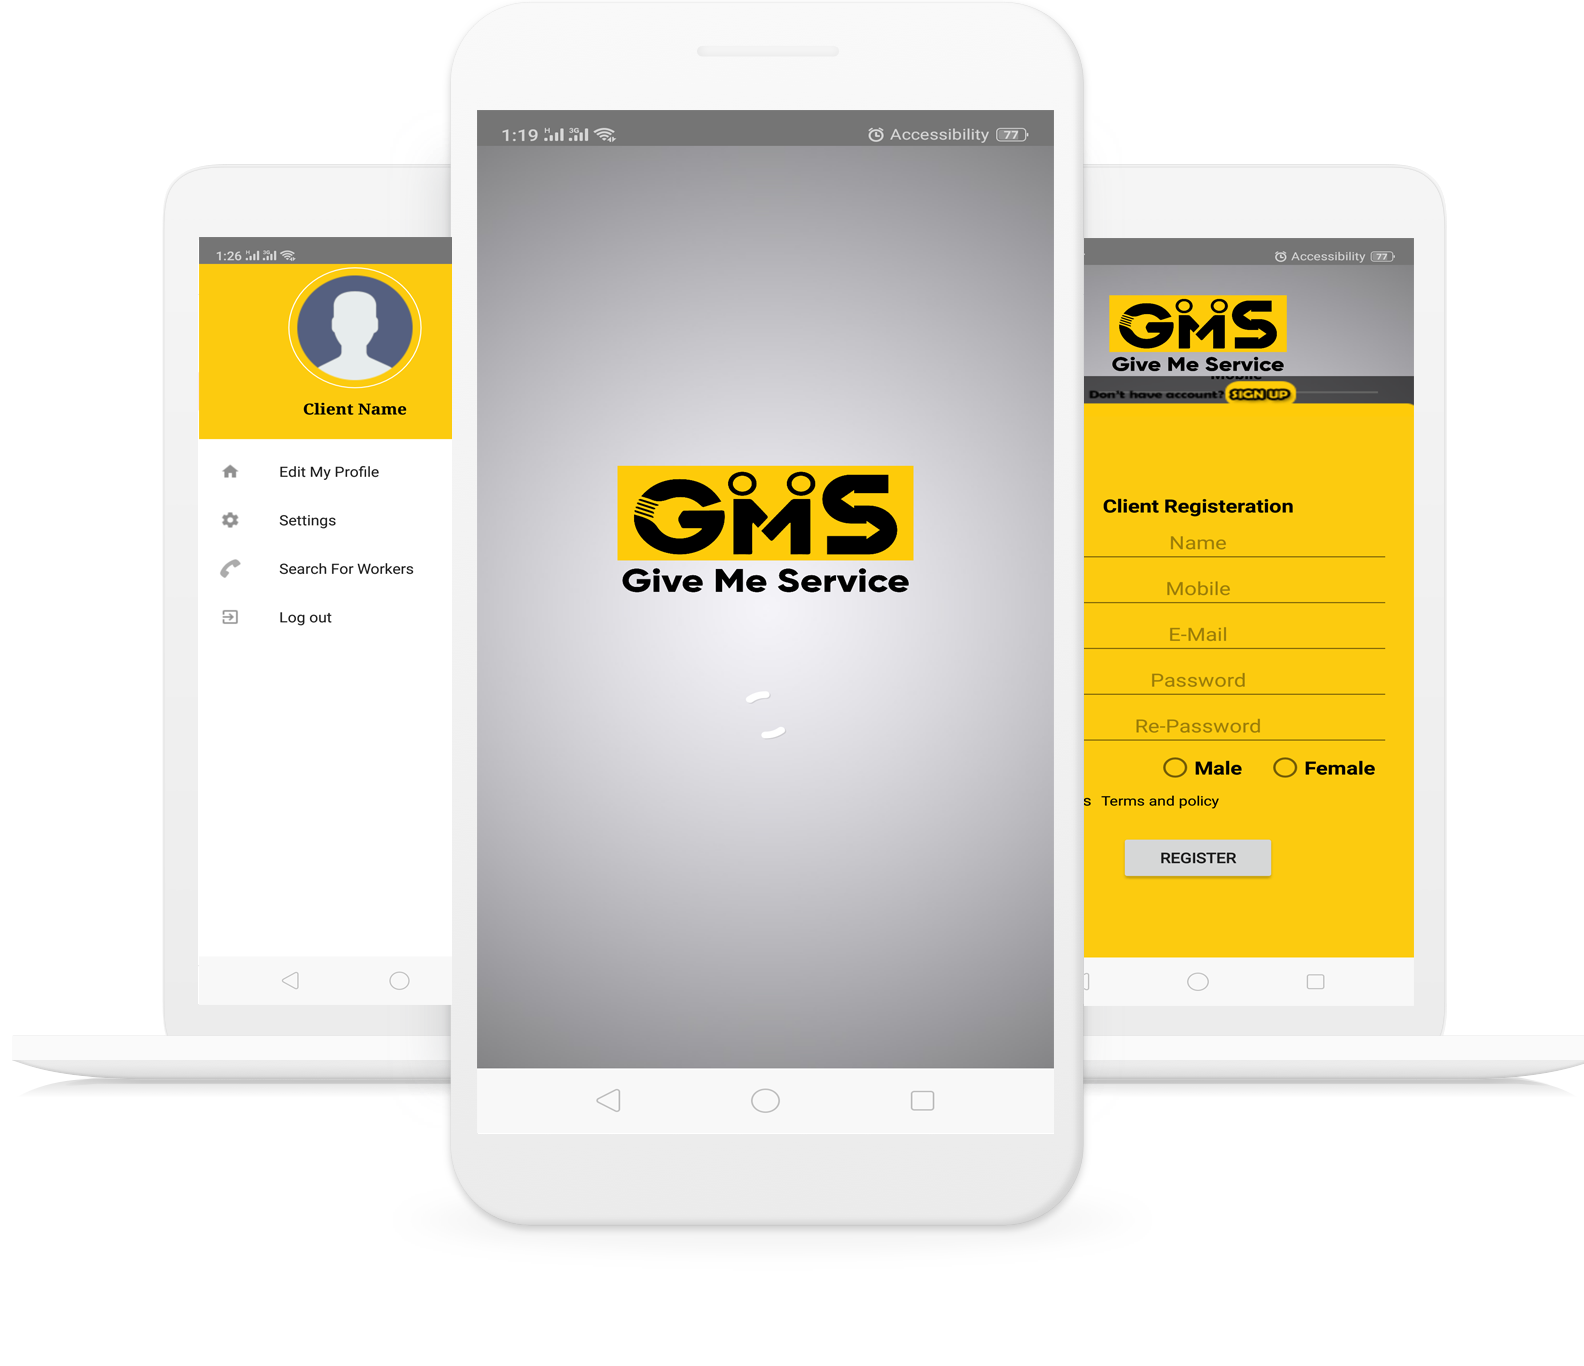 1:26
Client Name
Edit My Profile
Settings
Search For Workers
Log out
1:19 H 3G Accessibility 77
GMS
Give Me Service
Accessibility 77
GMS
Give Me Service
Mobile
Don't have account? SIGN UP
Client Registeration
Name
Mobile
E-Mail
Password
Re-Password
Male Female
s Terms and policy
REGISTER